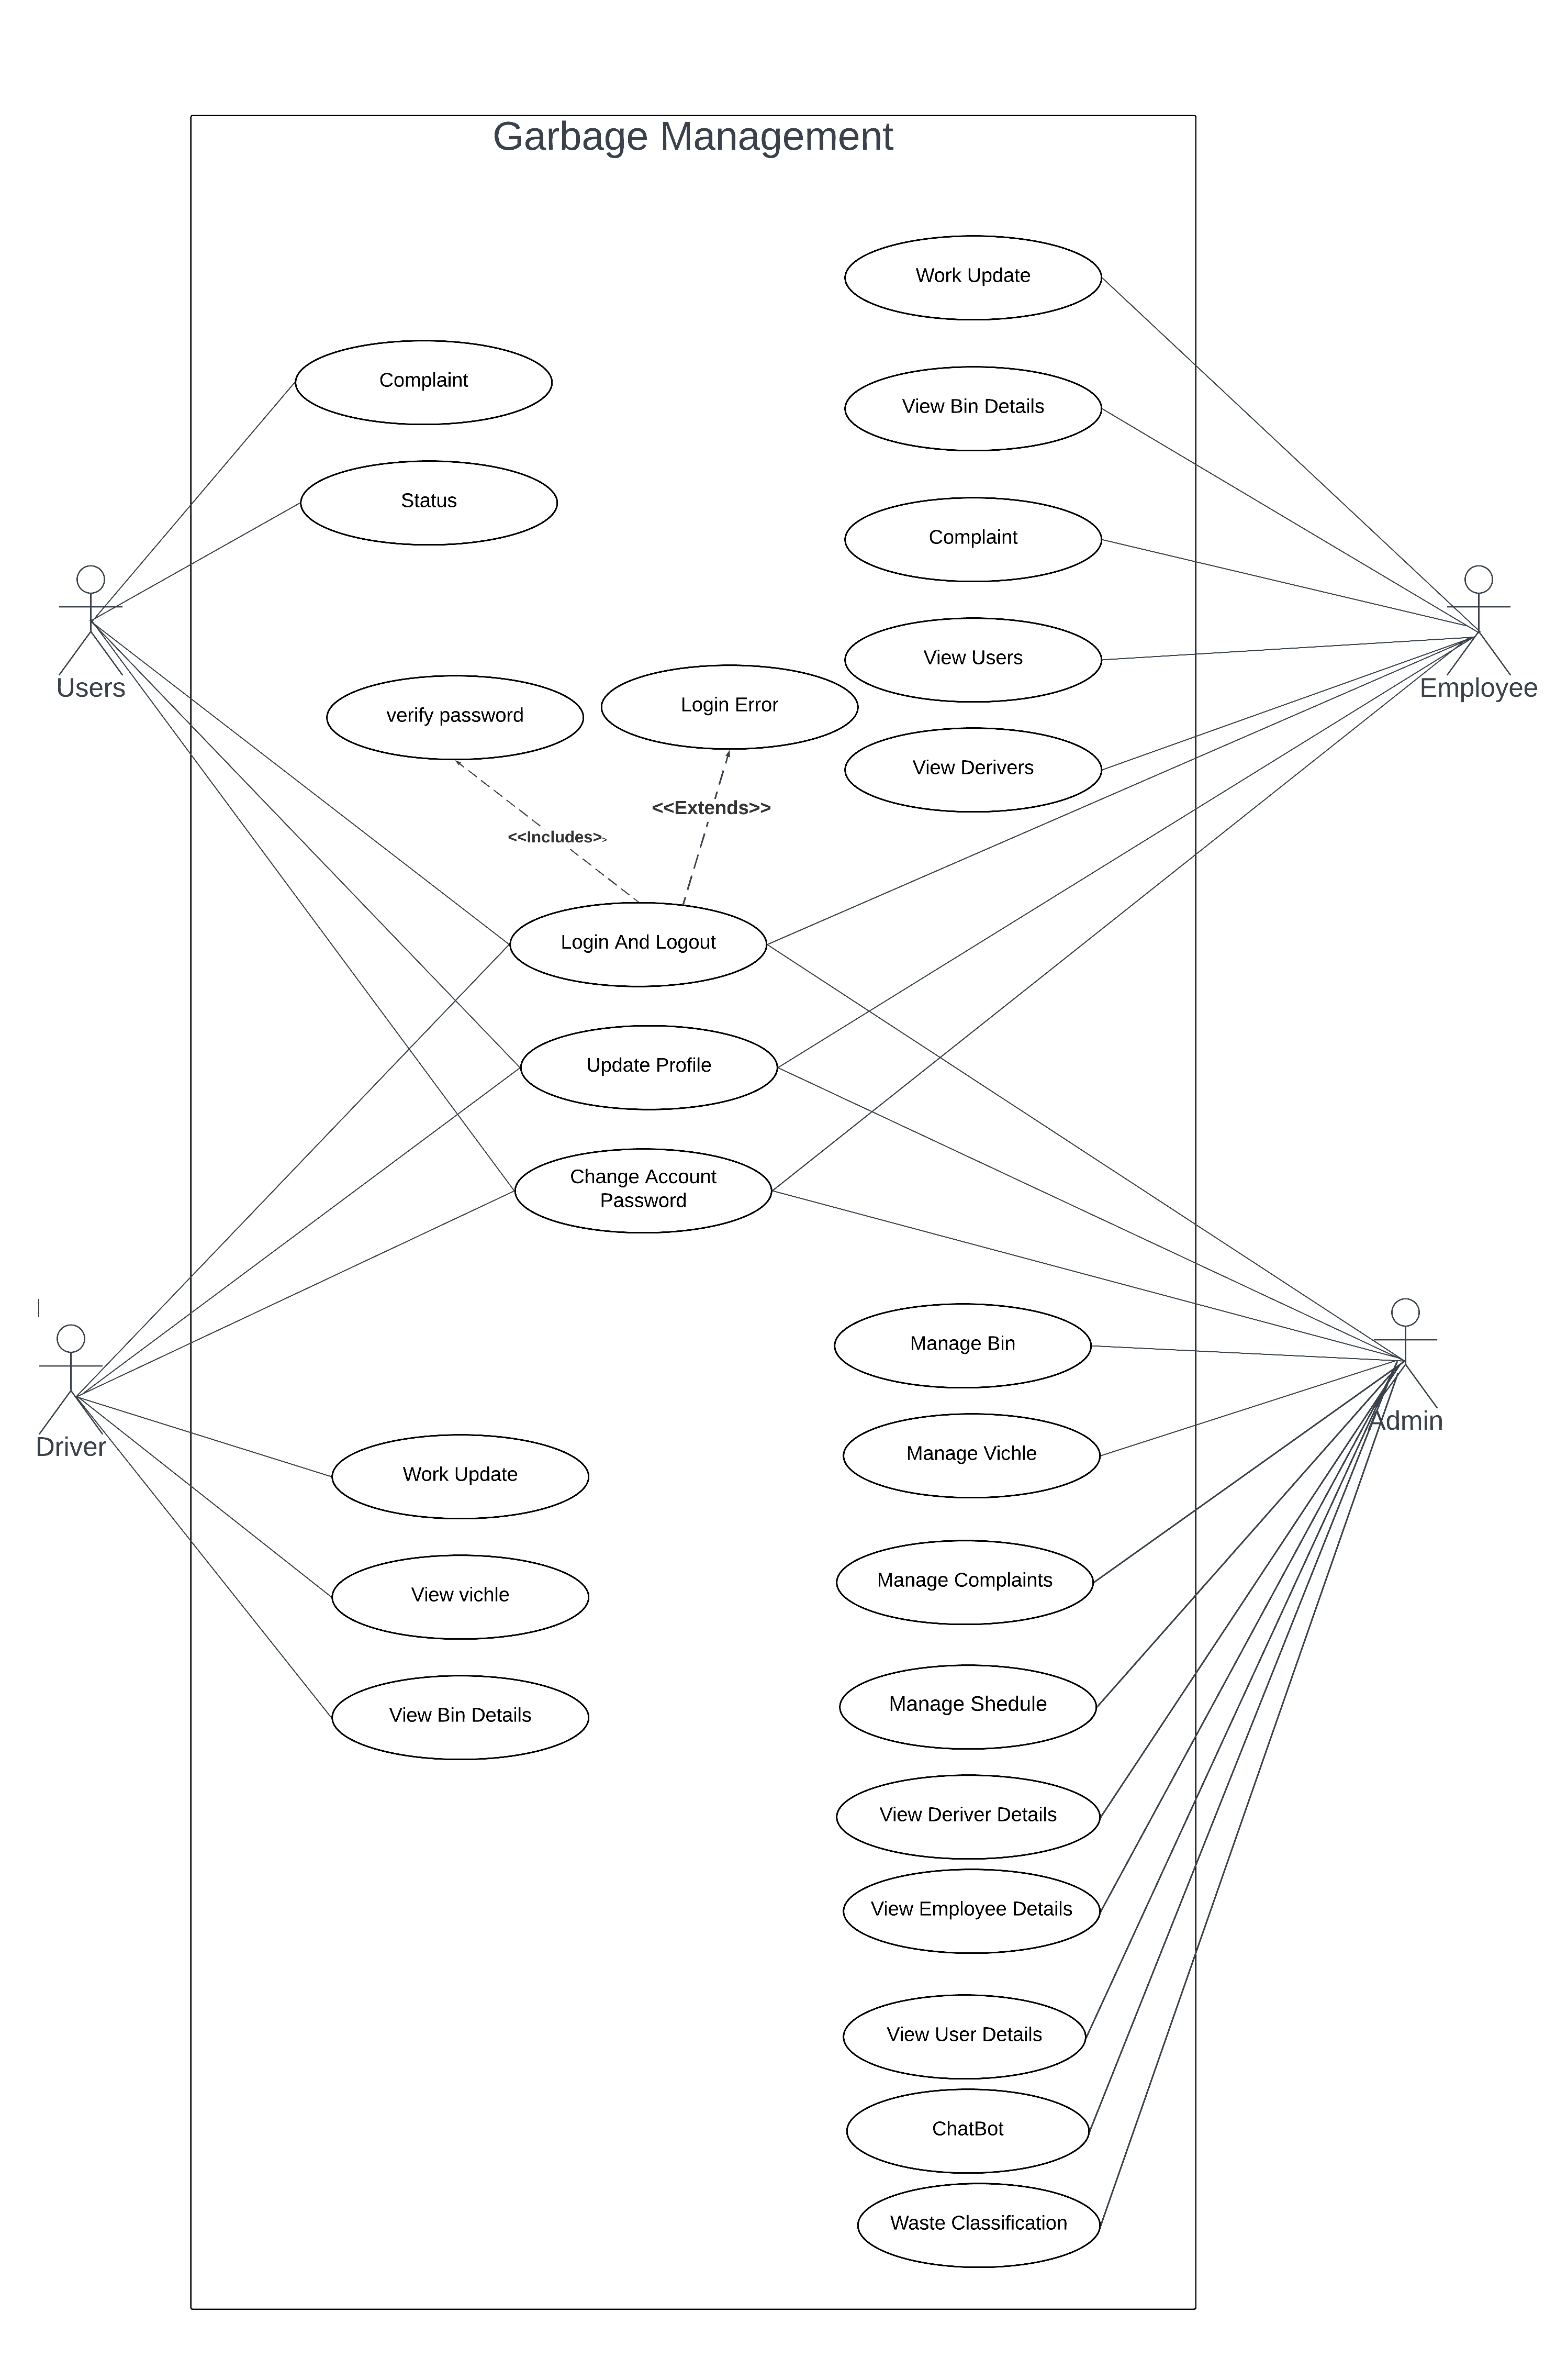 Garbage Management
Work Update
Complaint
View Bin Details
Status
Complaint
Users
Employee
View Users
verify password
Login Error
View Derivers
<<Extends>>
<<Includes>>
Login And Logout
Update Profile
Change Account
Password
Manage Bin
Driver
Admin
Work Update
Manage Vichle
View vichle
Manage Complaints
View Bin Details
Manage Shedule
View Deriver Details
View Employee Details
View User Details
ChatBot
Waste Classification